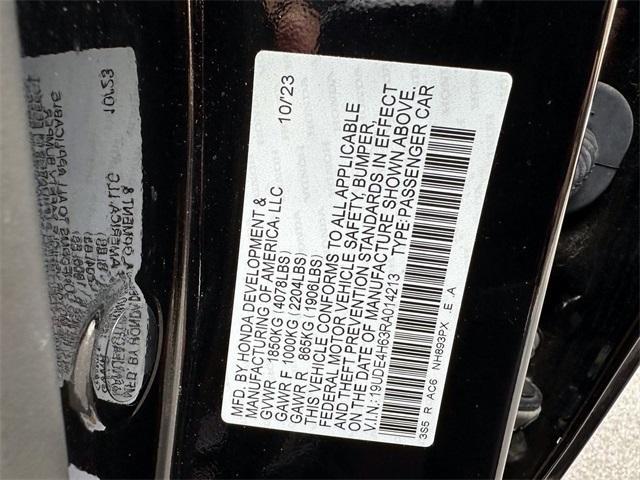 MFD. BY HONDA DEVELOPMENT & 10/23
MANUFACTURING OF AMERICA, LLC
GVWR 1850KG (4078LBS)
GAWR F 1000KG (2204LBS)
GAWR R 865KG (1906LBS)
THIS VEHICLE CONFORMS TO ALL APPLICABLE
FEDERAL MOTOR VEHICLE SAFETY, BUMPER,
AND THEFT PREVENTION STANDARDS IN EFFECT
ON THE DATE OF MANUFACTURE SHOWN ABOVE.
V.I.N.:19UDE4H63RA014213 TYPE:PASSENGER CAR
3S5 R AC6 NH893PX E A